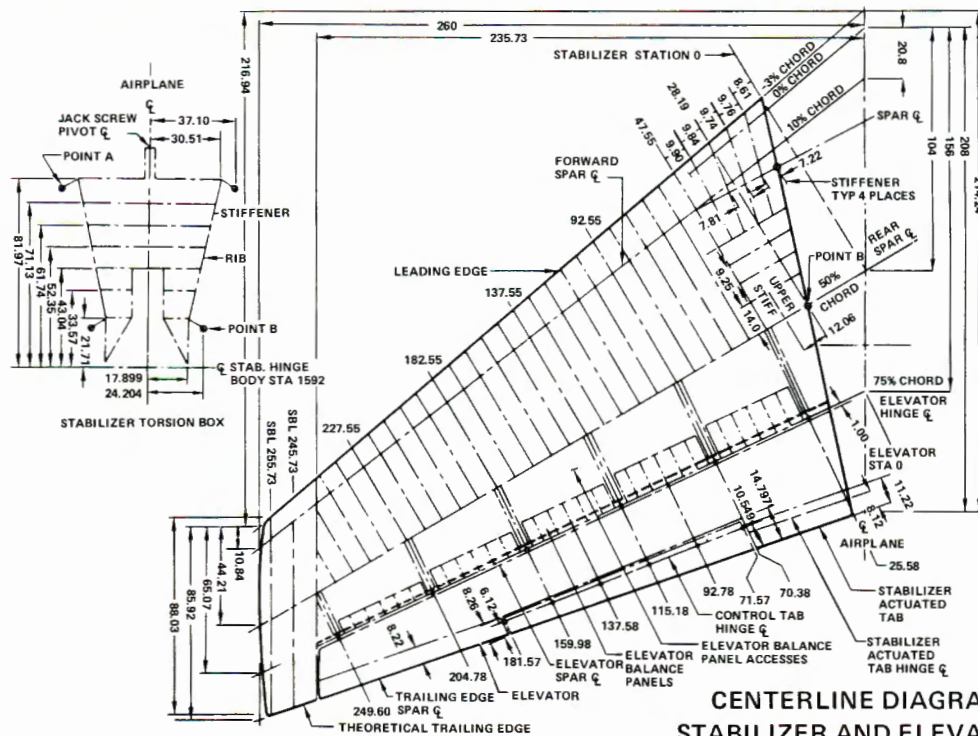 260
235.73
STABILIZER STATION 0
-3% CHORD
0% CHORD
10% CHORD
20.8
216.94
AIRPLANE
℄
37.10
30.51
JACK SCREW
PIVOT ℄
POINT A
STIFFENER
RIB
POINT B
℄ STAB. HINGE
BODY STA 1592
81.97
71.13
61.74
52.35
43.04
33.57
21.71
17.899
24.204
STABILIZER TORSION BOX
8.61
9.76
9.74
28.19
9.84
9.90
47.55
SPAR ℄
7.22
STIFFENER
TYP 4 PLACES
104
156
208
FORWARD
SPAR ℄
92.55
7.81
LEADING EDGE
137.55
9.25
UPPER
STIFF
14.0
POINT B
REAR
SPAR ℄
50%
CHORD
12.06
182.55
75% CHORD
ELEVATOR
HINGE ℄
227.55
1.00
ELEVATOR
STA 0
SBL 255.73
SBL 245.73
11.22
8.12
14.797
10.549
AIRPLANE
℄
25.58
88.03
85.92
65.07
44.21
10.84
92.78
71.57
70.38
STABILIZER
ACTUATED
TAB
115.18
CONTROL TAB
HINGE ℄
137.58
6.12
8.26
8.22
159.98
ELEVATOR BALANCE
PANEL ACCESSES
STABILIZER
ACTUATED
TAB HINGE ℄
181.57
ELEVATOR
SPAR ℄
ELEVATOR
BALANCE
PANELS
204.78
ELEVATOR
249.60
TRAILING EDGE
SPAR ℄
THEORETICAL TRAILING EDGE
CENTERLINE DIAGRA
STABILIZER AND ELEVA